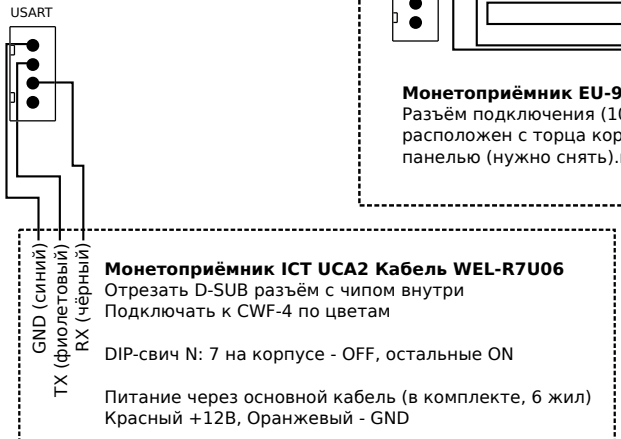 USART
Монетоприёмник EU-9
Разъём подключения (10
расположен с торца кор
панелью (нужно снять).
GND (синий)
TX (фиолетовый)
RX (чёрный)
Монетоприёмник ICT UCA2 Кабель WEL-R7U06
Отрезать D-SUB разъём с чипом внутри
Подключать к CWF-4 по цветам
DIP-свич N: 7 на корпусе - OFF, остальные ON
Питание через основной кабель (в комплекте, 6 жил)
Красный +12В, Оранжевый - GND